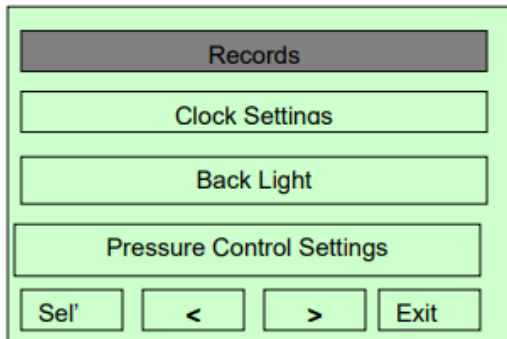 Records
Clock Settings
Back Light
Pressure Control Settings
Sel' < > Exit